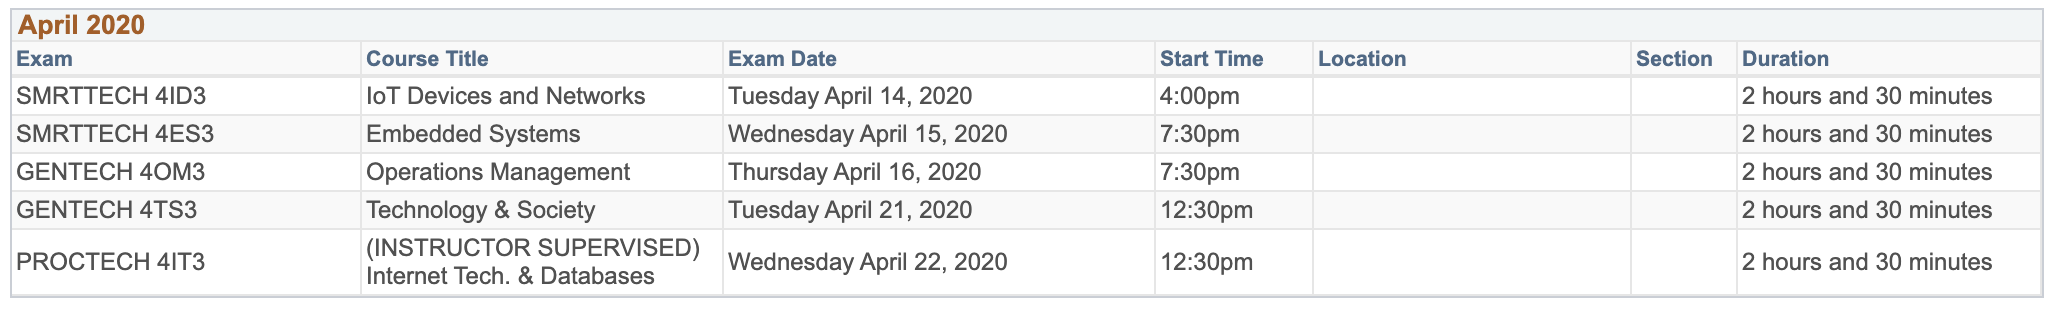 April 2020
Exam Course Title Exam Date Start Time Location Section Duration
SMRTTECH 4ID3 IoT Devices and Networks Tuesday April 14, 2020 4:00pm 2 hours and 30 minutes
SMRTTECH 4ES3 Embedded Systems Wednesday April 15, 2020 7:30pm 2 hours and 30 minutes
GENTECH 4OM3 Operations Management Thursday April 16, 2020 7:30pm 2 hours and 30 minutes
GENTECH 4TS3 Technology & Society Tuesday April 21, 2020 12:30pm 2 hours and 30 minutes
(INSTRUCTOR SUPERVISED)
PROCTECH 4IT3 Wednesday April 22, 2020 12:30pm 2 hours and 30 minutes
Internet Tech. & Databases